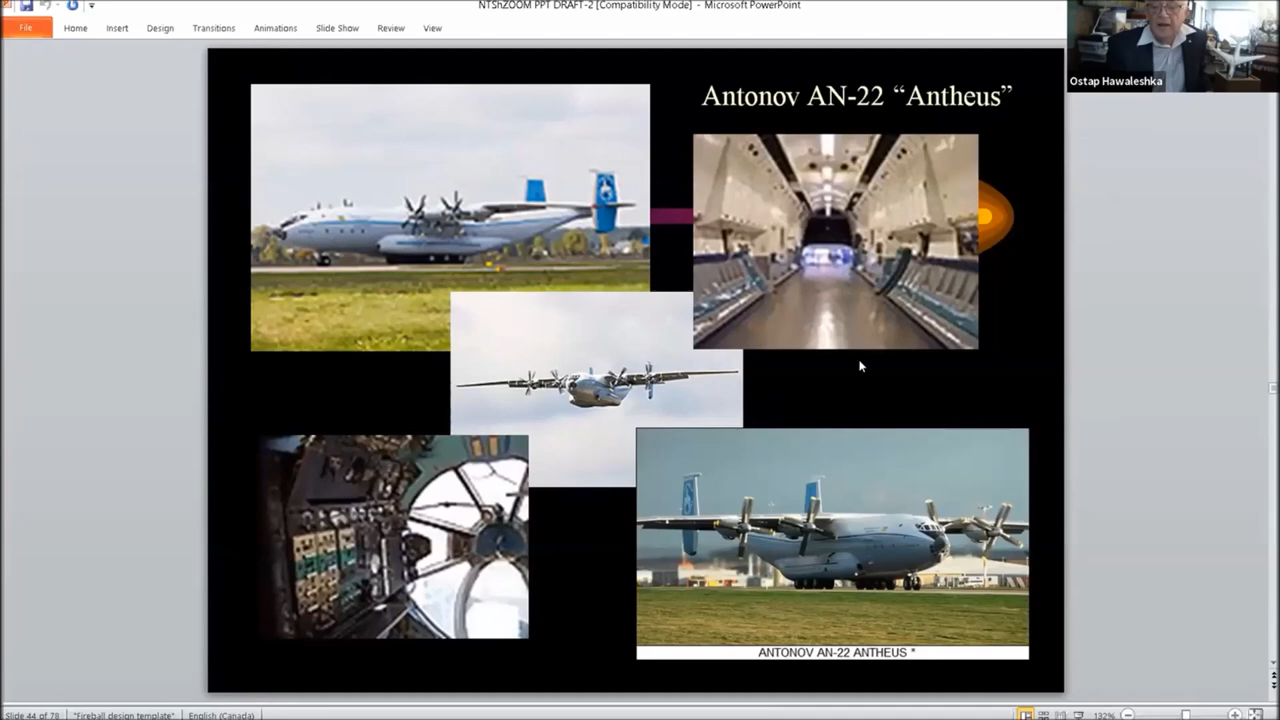 NTShZOOM PPT DRAFT-2 [Compatibility Mode] - Microsoft PowerPoint
File Home Insert Design Transitions Animations Slide Show Review View
Ostap Hawaleshka
Antonov AN-22 “Antheus”
ANTONOV AN-22 ANTHEUS *
Slide 44 of 78 "Fireball design template" English (Canada) 132%